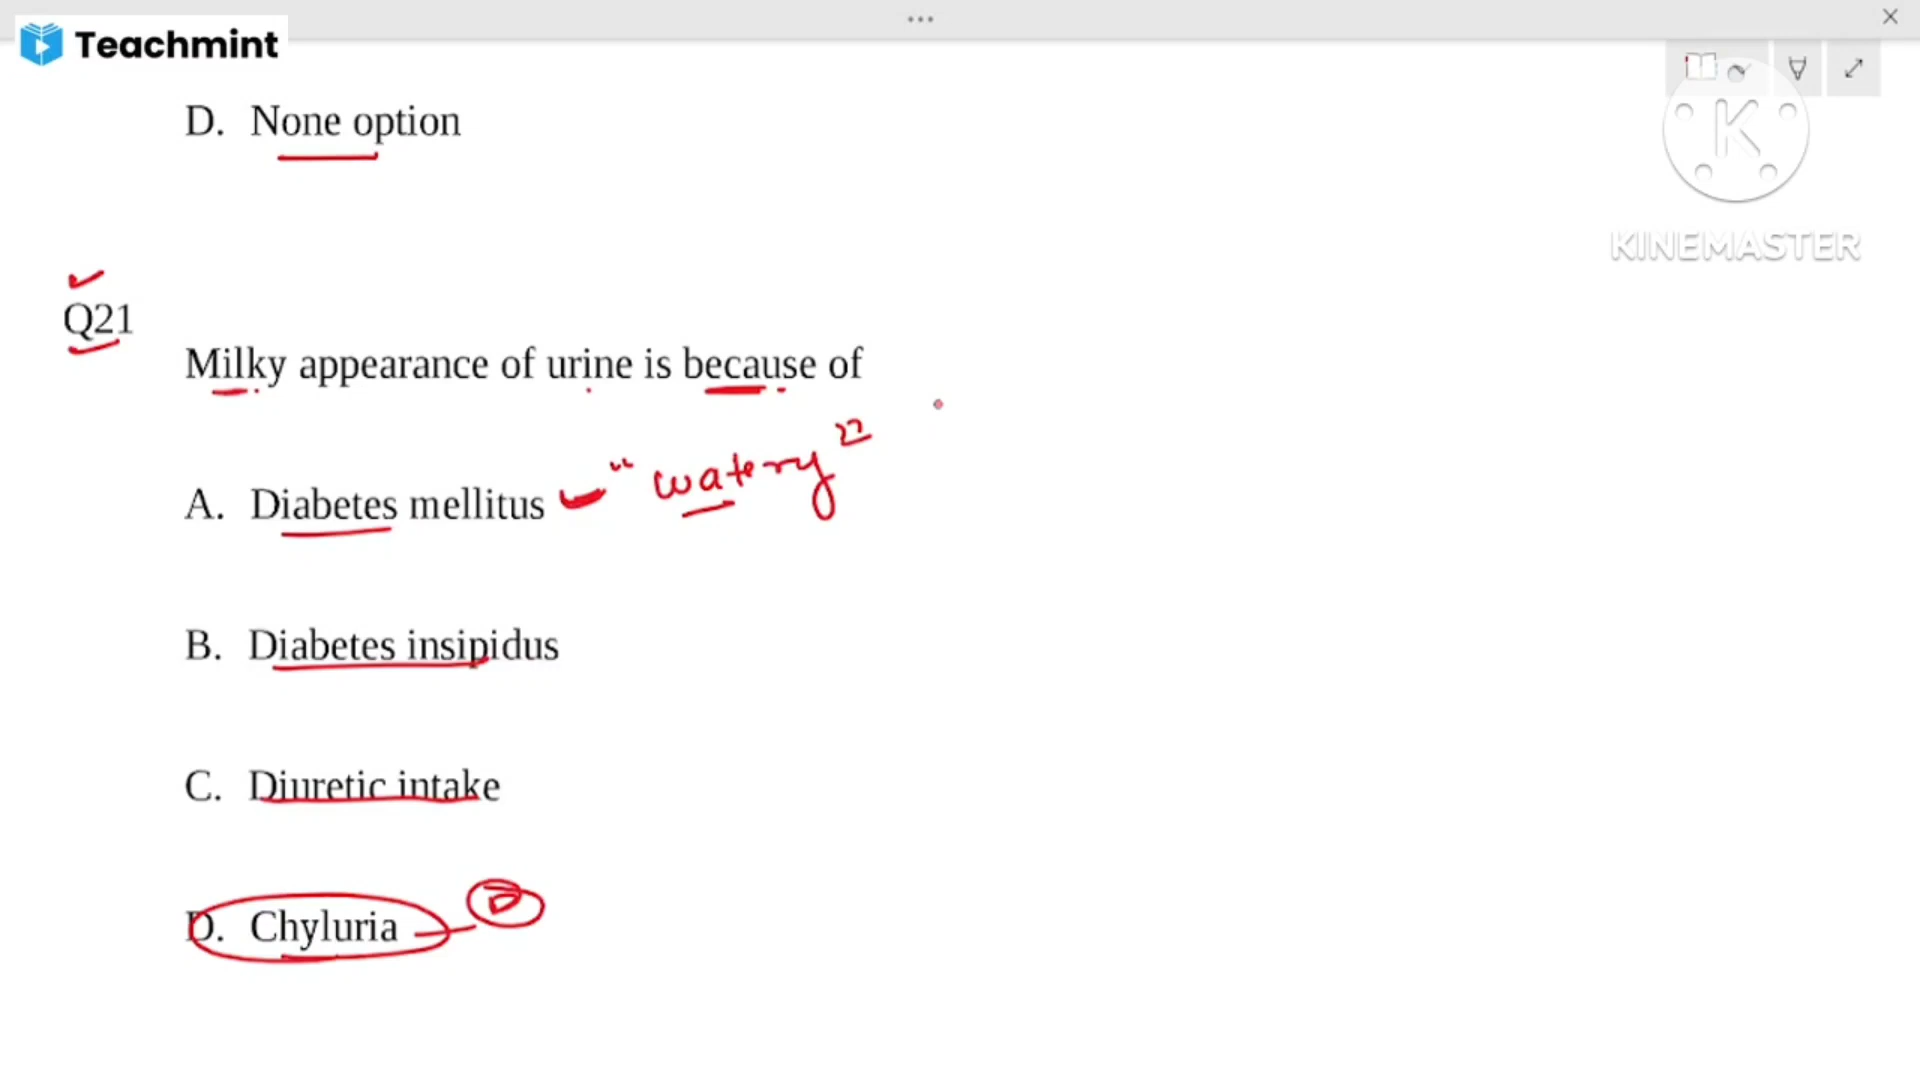 Teachmint
D. None option
KINEMASTER
Q21
Milky appearance of urine is because of
A. Diabetes mellitus “ watery ”
B. Diabetes insipidus
C. Diuretic intake
D. Chyluria D